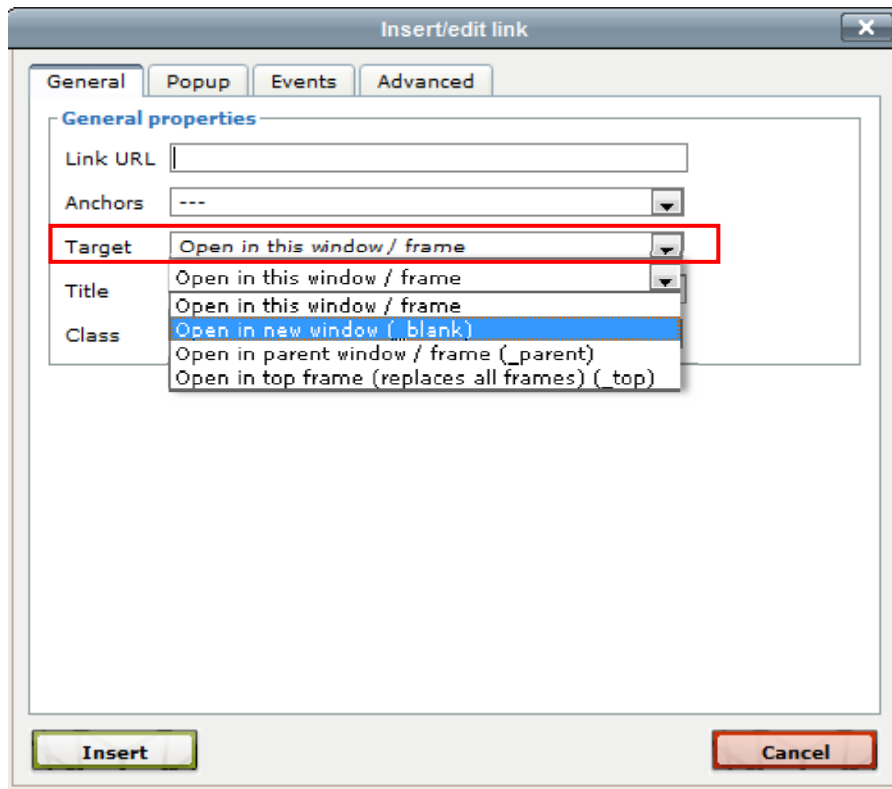 Insert/edit link
General Popup Events Advanced
General properties
Link URL
Anchors ---
Target Open in this window / frame
Title Open in this window / frame
Open in this window / frame
Class Open in new window (_blank)
Open in parent window / frame (_parent)
Open in top frame (replaces all frames) (_top)
Insert Cancel